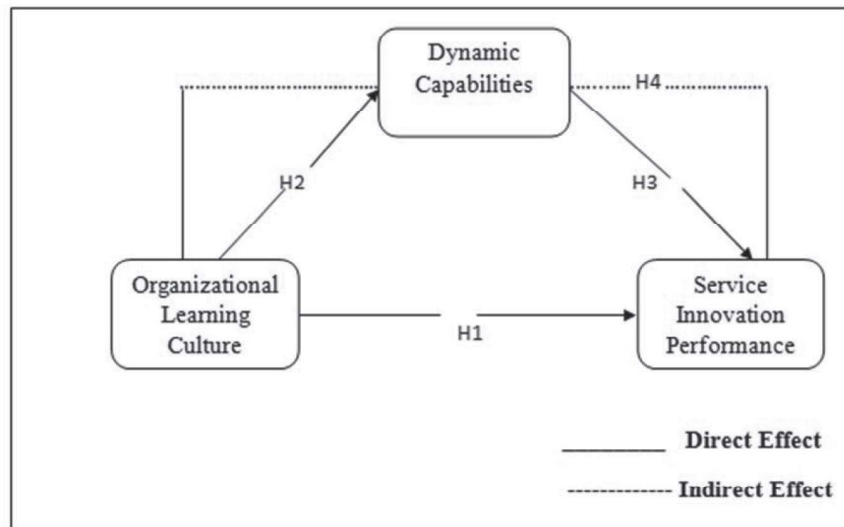 Dynamic
Capabilities
H4
H2
H3
Organizational
Learning
Culture
Service
Innovation
Performance
H1
Direct Effect
Indirect Effect